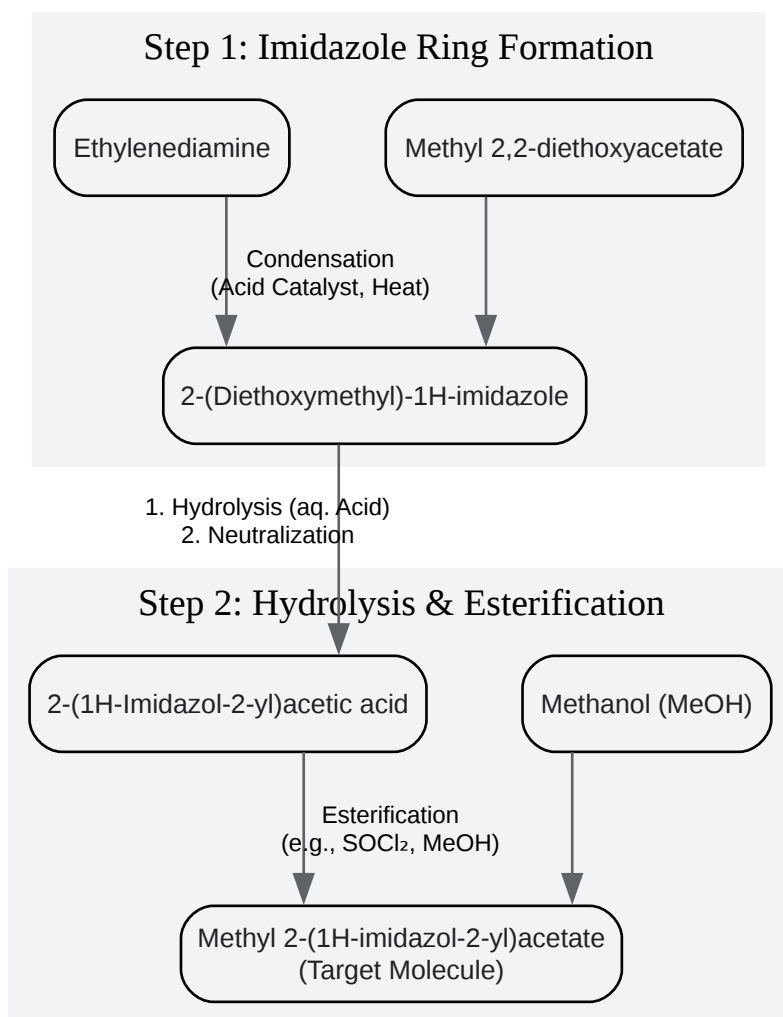 Step 1: Imidazole Ring Formation
Ethylenediamine
Methyl 2,2-diethoxyacetate
Condensation
(Acid Catalyst, Heat)
2-(Diethoxymethyl)-1H-imidazole
1. Hydrolysis (aq. Acid)
2. Neutralization
Step 2: Hydrolysis & Esterification
2-(1H-Imidazol-2-yl)acetic acid
Methanol (MeOH)
Esterification
(e.g., SOCl₂, MeOH)
Methyl 2-(1H-imidazol-2-yl)acetate
(Target Molecule)